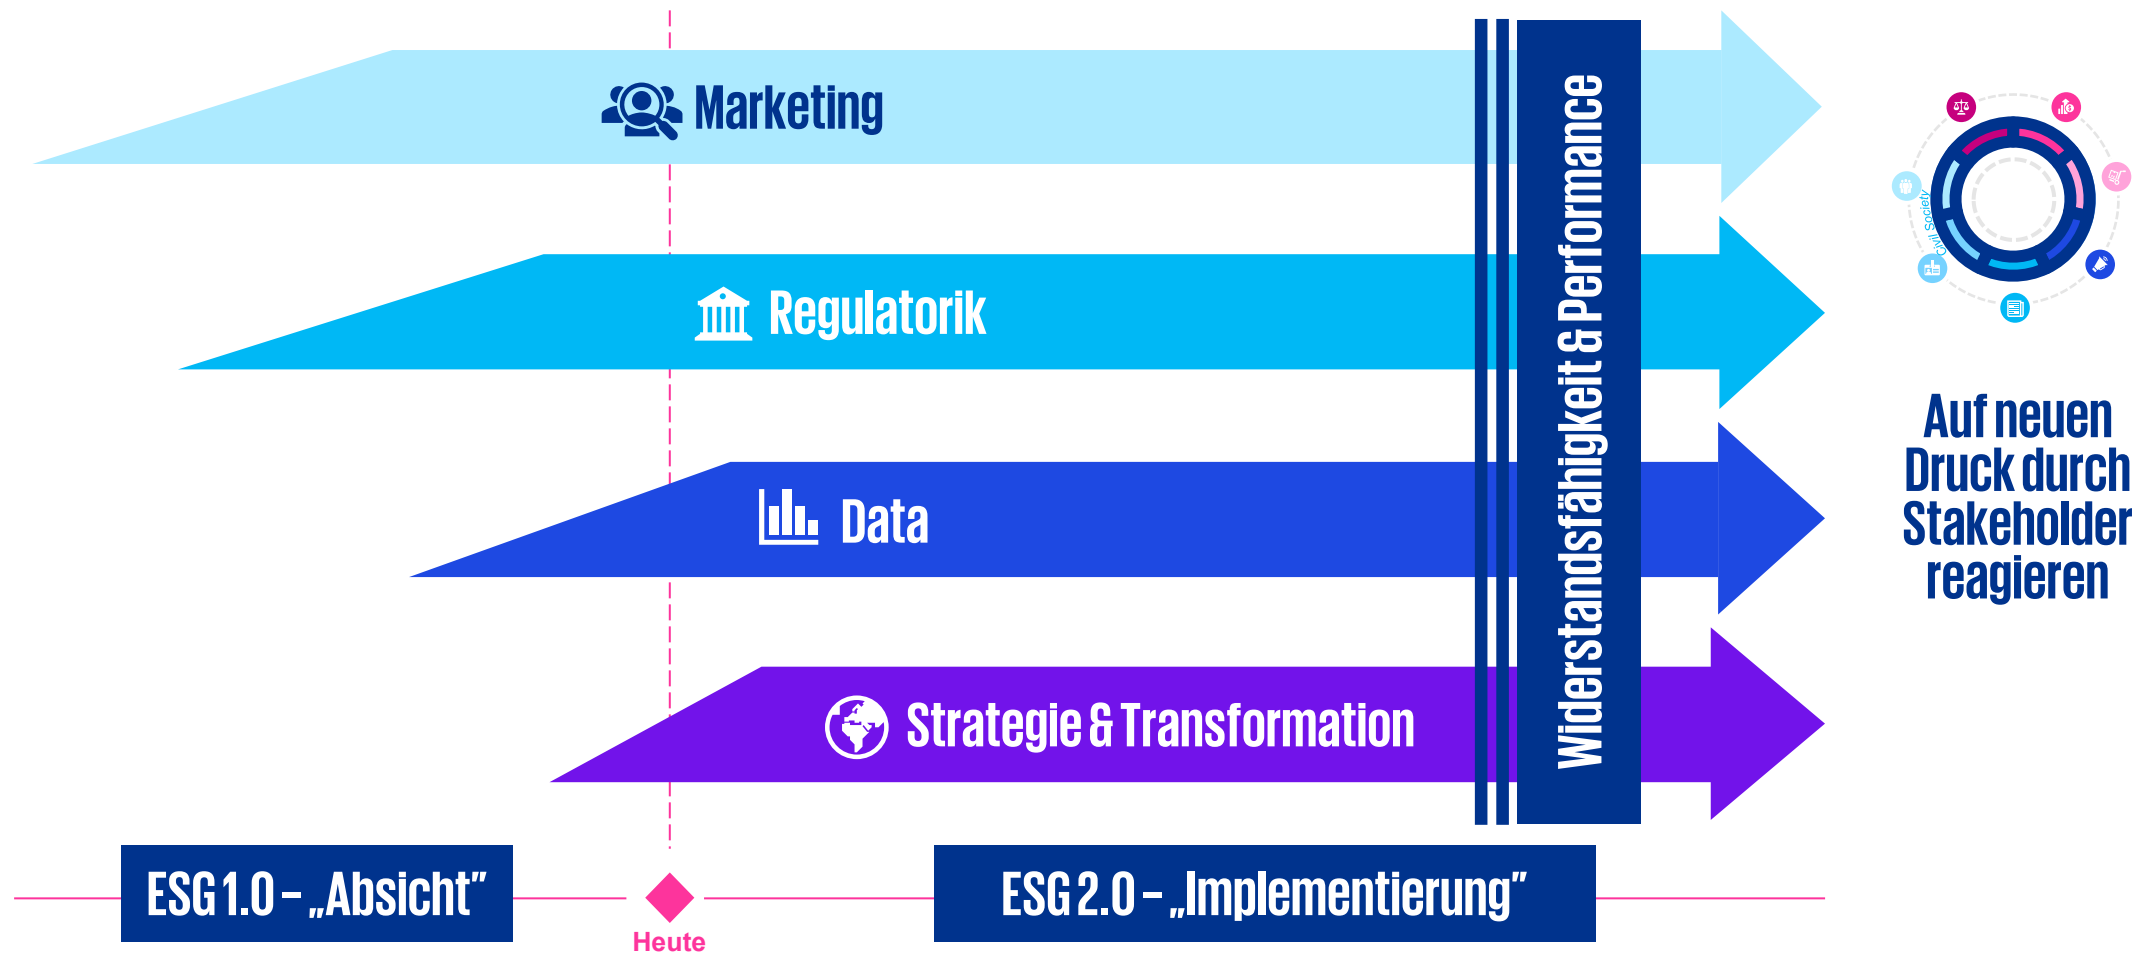 Marketing
Regulatorik
Data
Strategie & Transformation
Widerstandsfähigkeit & Performance
Civil Society
Auf neuen
Druck durch
Stakeholder
reagieren
ESG 1.0 – „Absicht”
Heute
ESG 2.0 – „Implementierung”